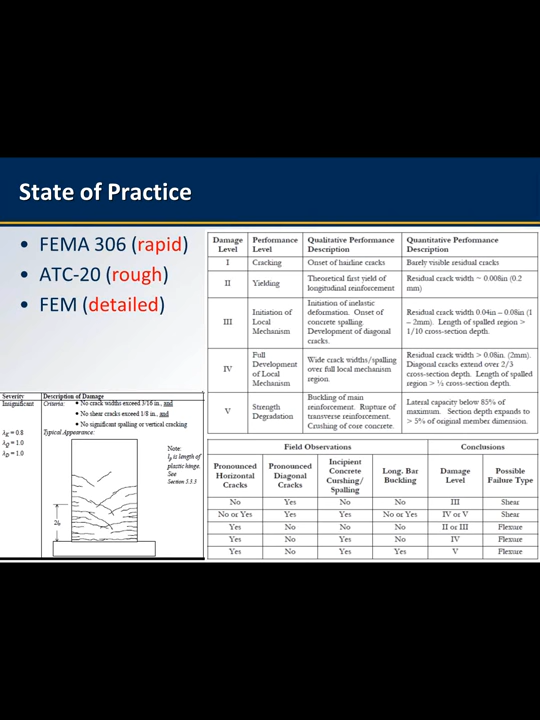 State of Practice
• FEMA 306 (rapid)
• ATC-20 (rough)
• FEM (detailed)
Damage Level | Performance Level | Qualitative Performance Description | Quantitative Performance Description
I | Cracking | Onset of hairline cracks | Barely visible residual cracks
II | Yielding | Theoretical first yield of longitudinal reinforcement | Residual crack width ~ 0.008in (0.2 mm)
III | Initiation of Local Mechanism | Initiation of inelastic deformation. Onset of concrete spalling. Development of diagonal cracks. | Residual crack width 0.04in – 0.08in (1 – 2mm). Length of spalled region > 1/10 cross-section depth.
IV | Full Development of Local Mechanism | Wide crack widths/spalling over full local mechanism region. | Residual crack width > 0.08in. (2mm). Diagonal cracks extend over 2/3 cross-section depth. Length of spalled region > ½ cross-section depth.
V | Strength Degradation | Buckling of main reinforcement. Rupture of transverse reinforcement. Crushing of core concrete. | Lateral capacity below 85% of maximum. Section depth expands to > 5% of original member dimension.
Severity | Description of Damage
Insignificant | Criteria: • No crack widths exceed 3/16 in., and
• No shear cracks exceed 1/8 in., and
• No significant spalling or vertical cracking
Typical Appearance:
λK = 0.8
λQ = 1.0
λD = 1.0
Note:
lp is length of
plastic hinge.
See
Section 3.3.3
2lp
Field Observations | Conclusions
Pronounced Horizontal Cracks | Pronounced Diagonal Cracks | Incipient Concrete Curshing/ Spalling | Long. Bar Buckling | Damage Level | Possible Failure Type
No | Yes | No | No | III | Shear
No or Yes | Yes | Yes | No or Yes | IV or V | Shear
Yes | No | No | No | II or III | Flexure
Yes | No | Yes | No | IV | Flexure
Yes | No | Yes | Yes | V | Flexure